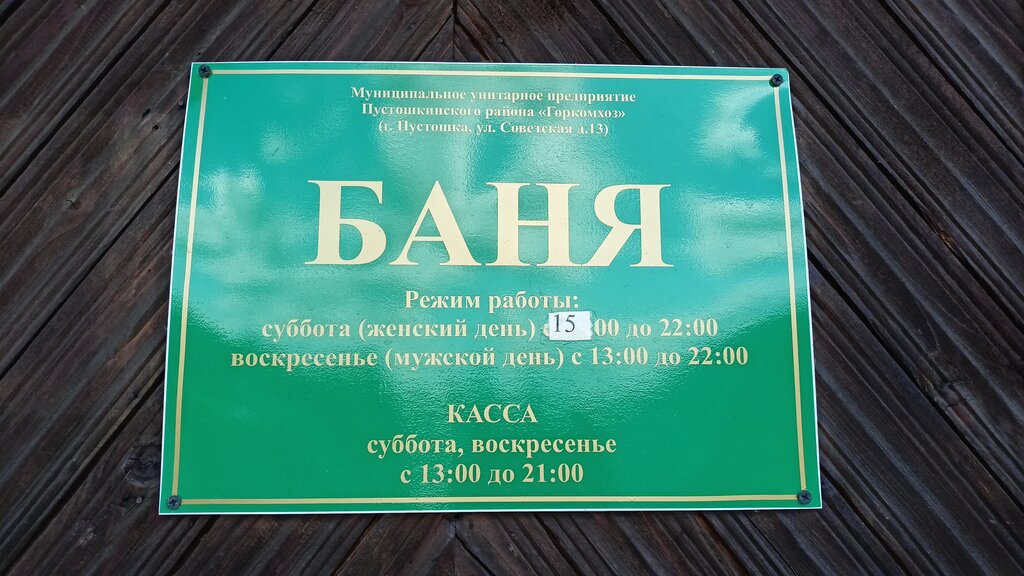 Муниципальное унитарное предприятие
Пустошкинского района «Горкомхоз»
(г. Пустошка, ул. Советская д.13)
БАНЯ
Режим работы:
суббота (женский день) с 15:00 до 22:00
воскресенье (мужской день) с 13:00 до 22:00
КАССА
суббота, воскресенье
с 13:00 до 21:00